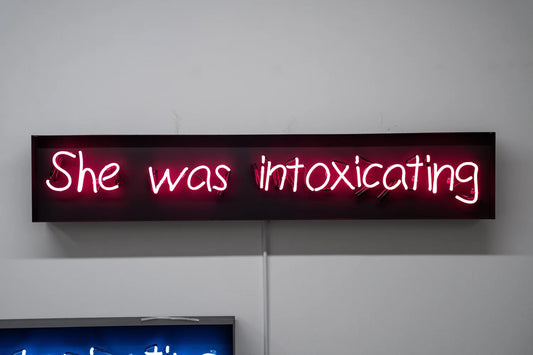 She was intoxicating